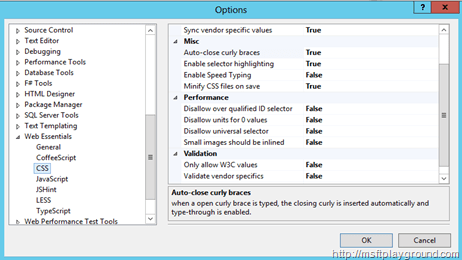 Options
?
Source Control
Text Editor
Debugging
Performance Tools
Database Tools
F# Tools
HTML Designer
Package Manager
SQL Server Tools
Text Templating
Web Essentials
General
CoffeeScript
CSS
JavaScript
JSHint
LESS
TypeScript
Web Performance Test Tools
Sync vendor specific values True
Misc
Auto-close curly braces True
Enable selector highlighting True
Enable Speed Typing False
Minify CSS files on save True
Performance
Disallow over qualified ID selector False
Disallow units for 0 values False
Disallow universal selector False
Small images should be inlined False
Validation
Only allow W3C values False
Validate vendor specifics False
Auto-close curly braces
when a open curly brace is typed, the closing curly is inserted automatically and
type-through is enabled.
OK Cancel
http://msftplayground.com